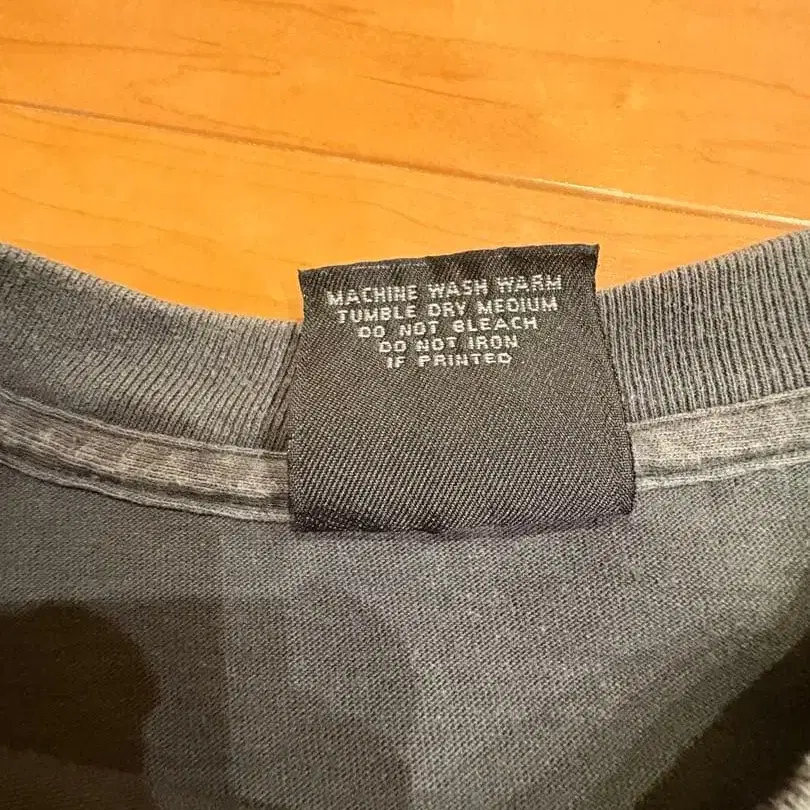 MACHINE WASH WARM
TUMBLE DRY MEDIUM
DO NOT BLEACH
DO NOT IRON
IF PRINTED